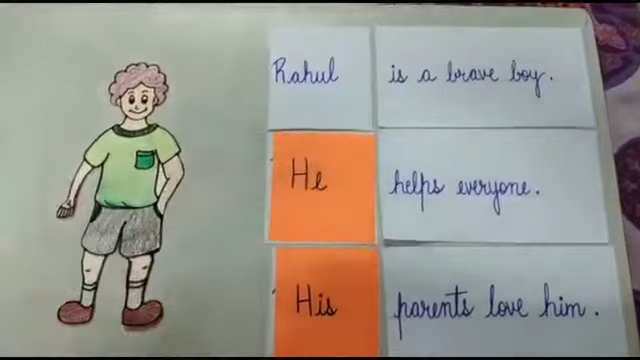 Rahul is a brave boy.
He helps everyone.
His parents love him.